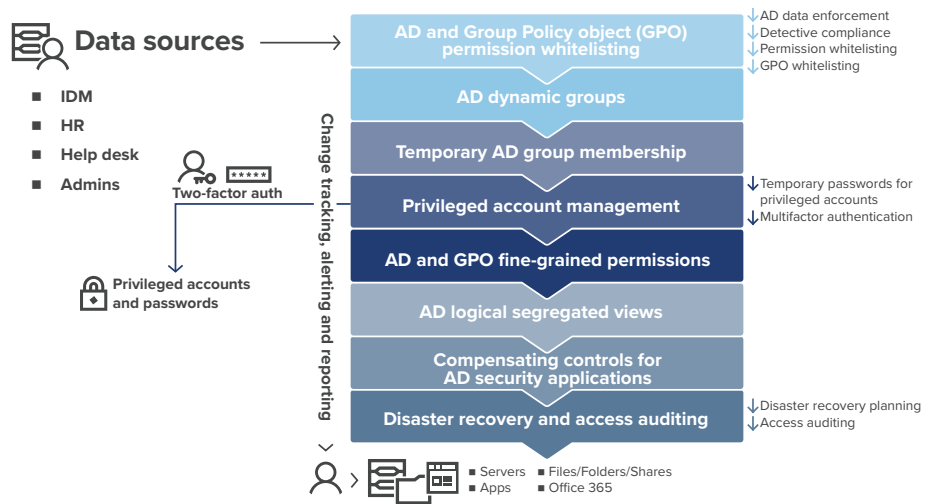 Data sources
IDM
HR
Help desk
Admins
*****
Two-factor auth
Privileged accounts
and passwords
Change tracking, alerting and reporting
AD and Group Policy object (GPO)
permission whitelisting
AD data enforcement
Detective compliance
Permission whitelisting
GPO whitelisting
AD dynamic groups
Temporary AD group membership
Privileged account management
Temporary passwords for
privileged accounts
Multifactor authentication
AD and GPO fine-grained permissions
AD logical segregated views
Compensating controls for
AD security applications
Disaster recovery and access auditing
Disaster recovery planning
Access auditing
Servers
Apps
Files/Folders/Shares
Office 365